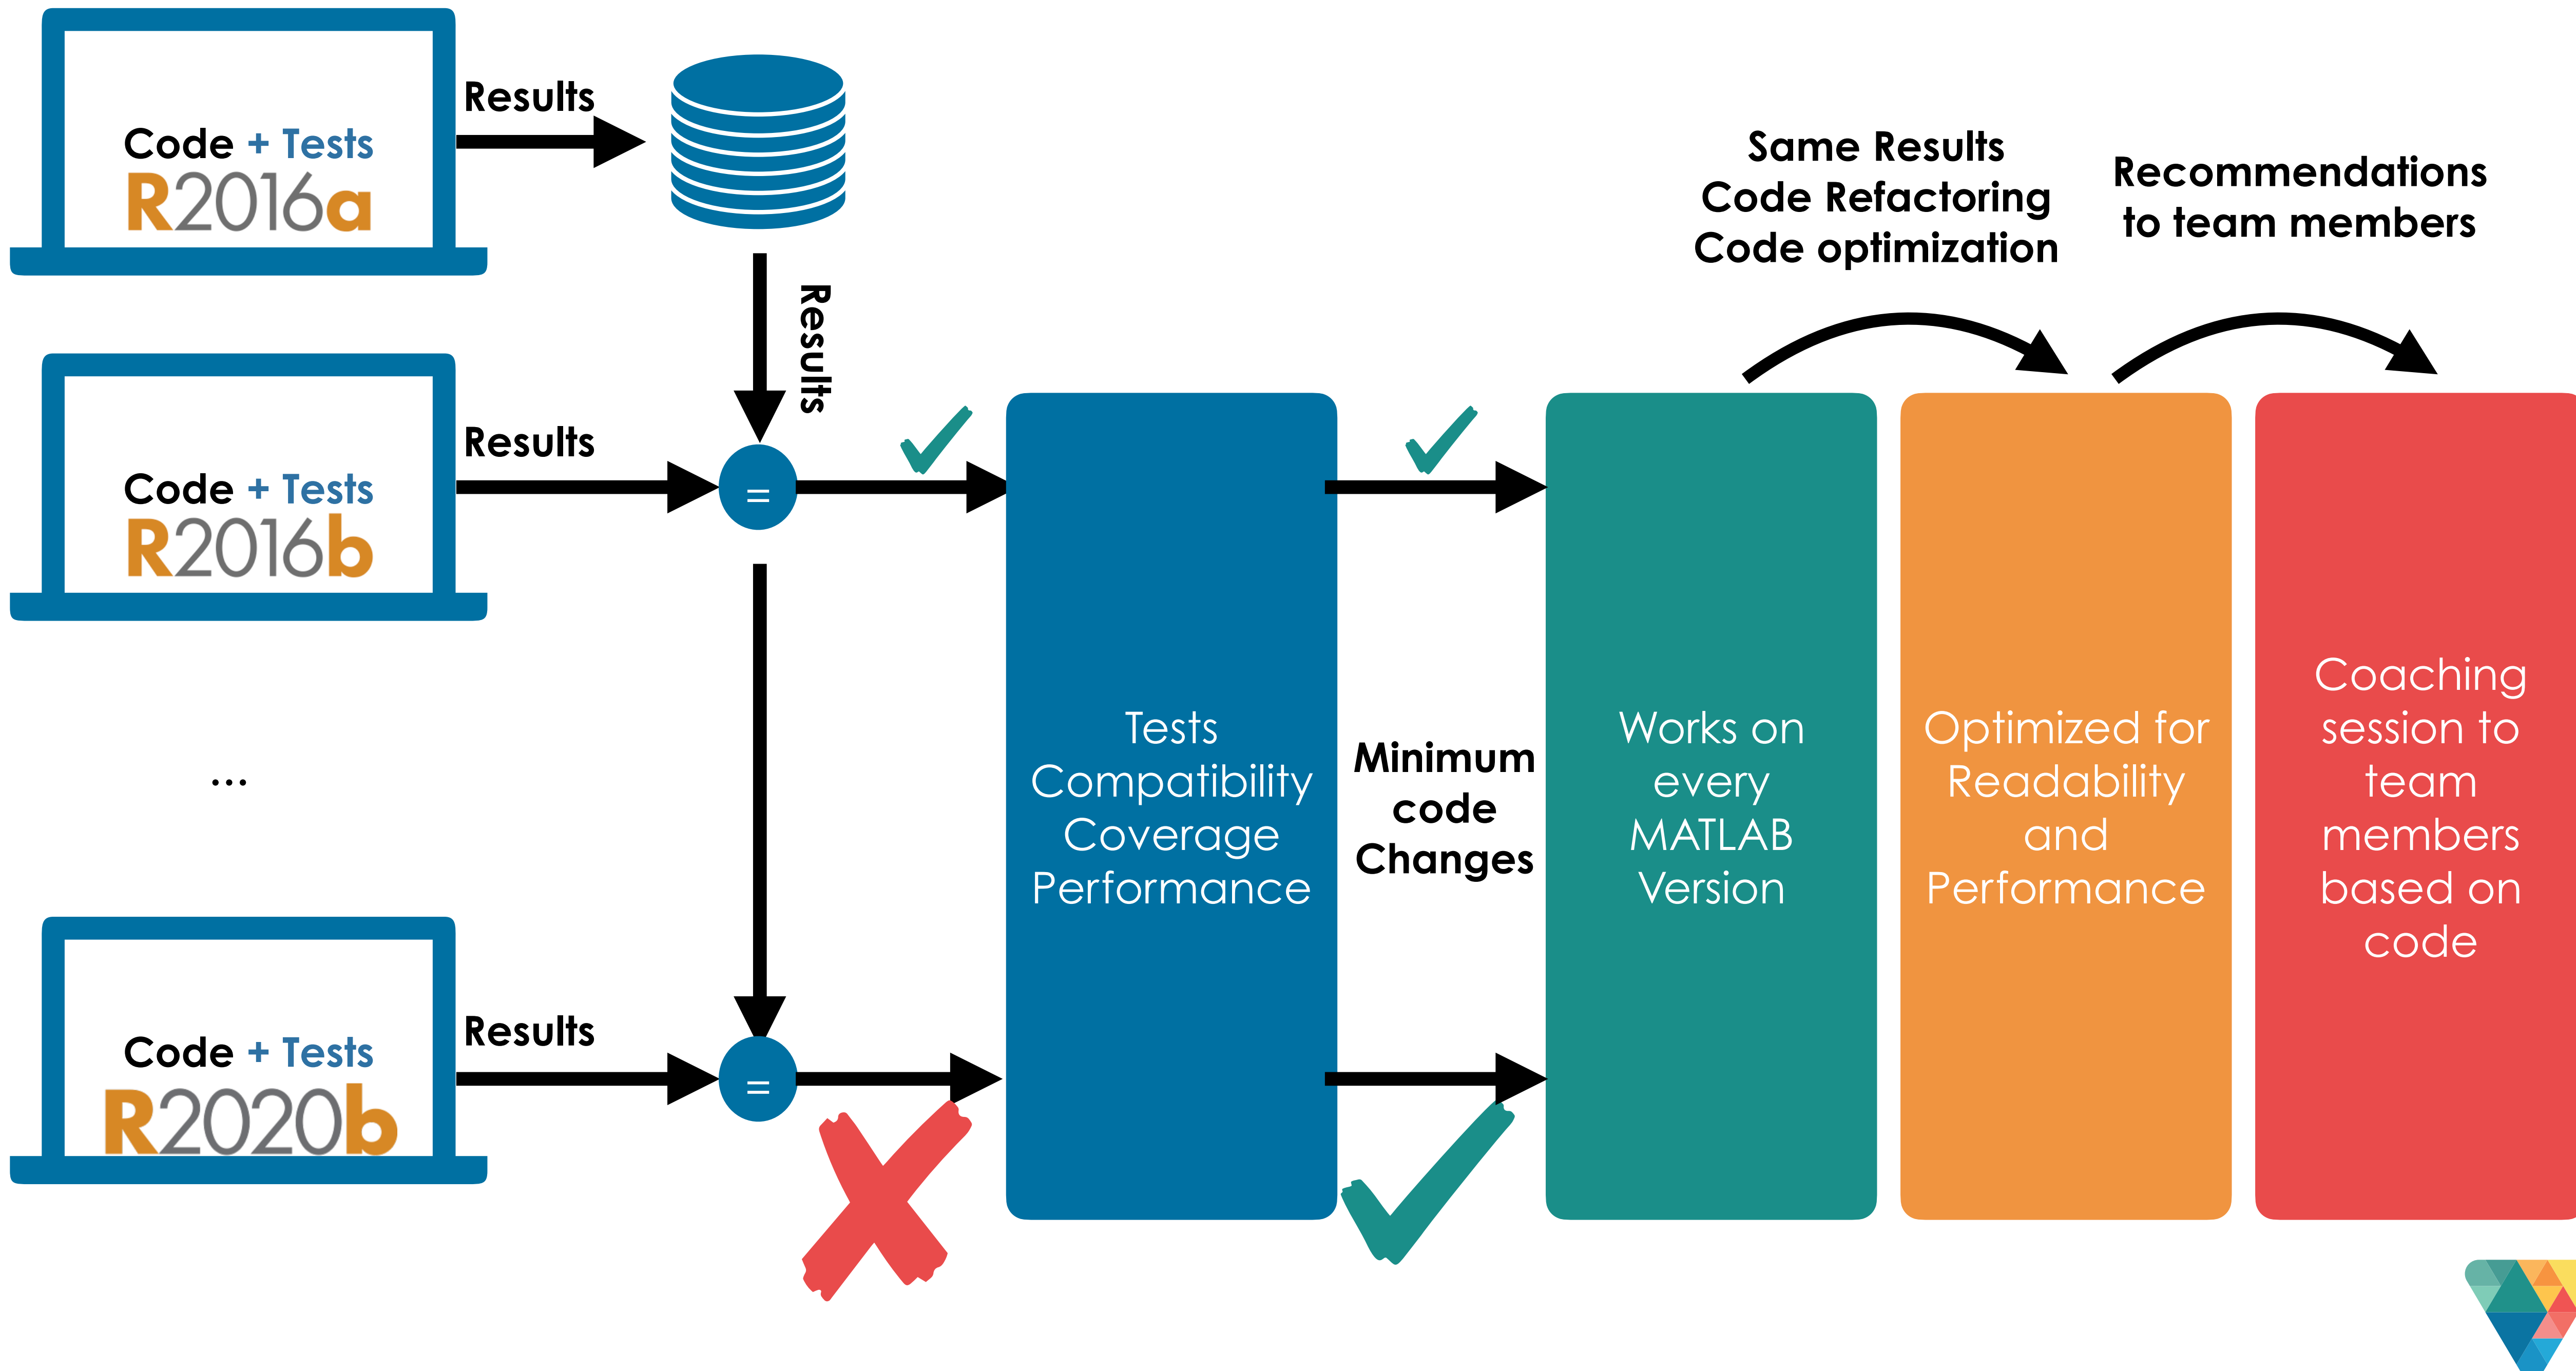 Code + Tests
R2016a
Results
Results
Code + Tests
R2016b
Results
=
...
Code + Tests
R2020b
Results
=
Tests
Compatibility
Coverage
Performance
Minimum
code
Changes
Works on
every
MATLAB
Version
Same Results
Code Refactoring
Code optimization
Optimized for
Readability
and
Performance
Recommendations
to team members
Coaching
session to
team
members
based on
code